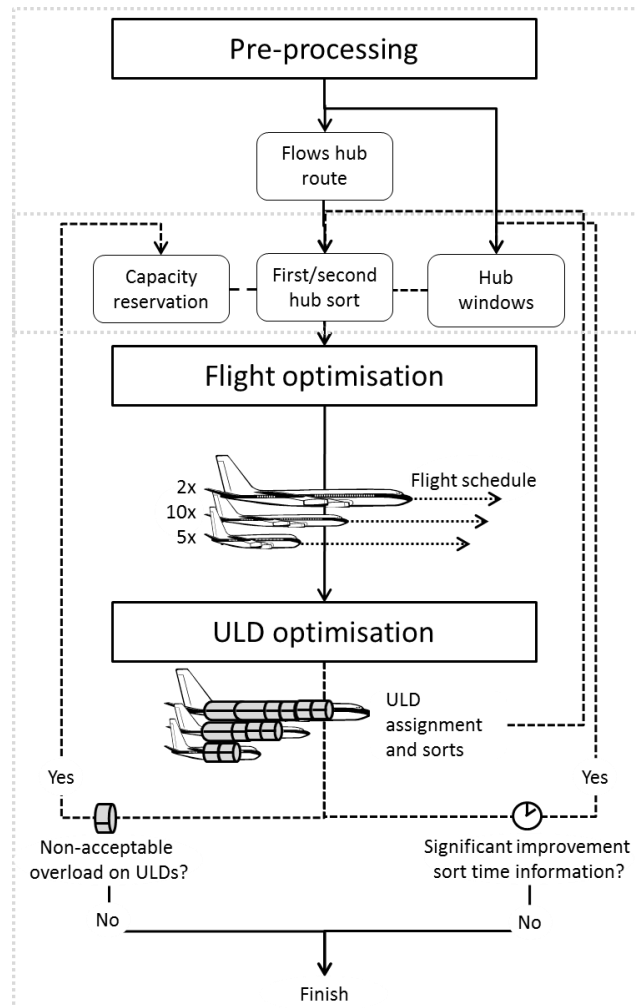 Pre-processing
Flows hub
route
Capacity
reservation
First/second
hub sort
Hub
windows
Flight optimisation
2x
Flight schedule
10x
5x
ULD optimisation
ULD
assignment
and sorts
Yes
Yes
Non-acceptable
overload on ULDs?
Significant improvement
sort time information?
No
No
Finish